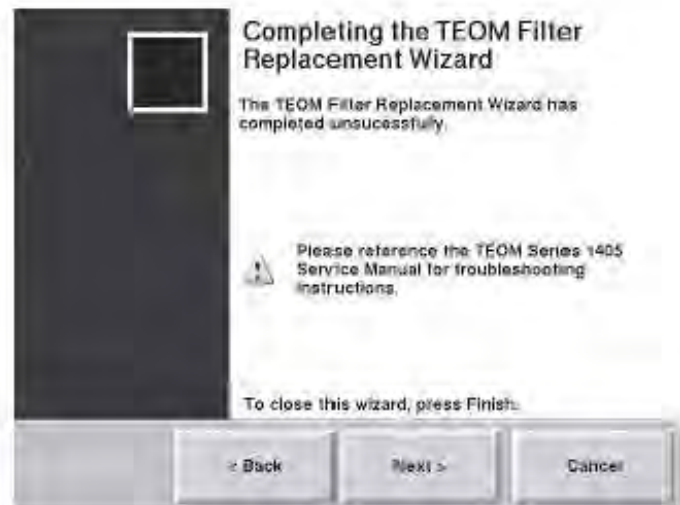 Completing the TEOM Filter
Replacement Wizard
The TEOM Filter Replacement Wizard has
completed unsucessfully.
Please reference the TEOM Series 1405
Service Manual for troubleshooting
instructions.
To close this wizard, press Finish.
< Back
Next >
Cancel